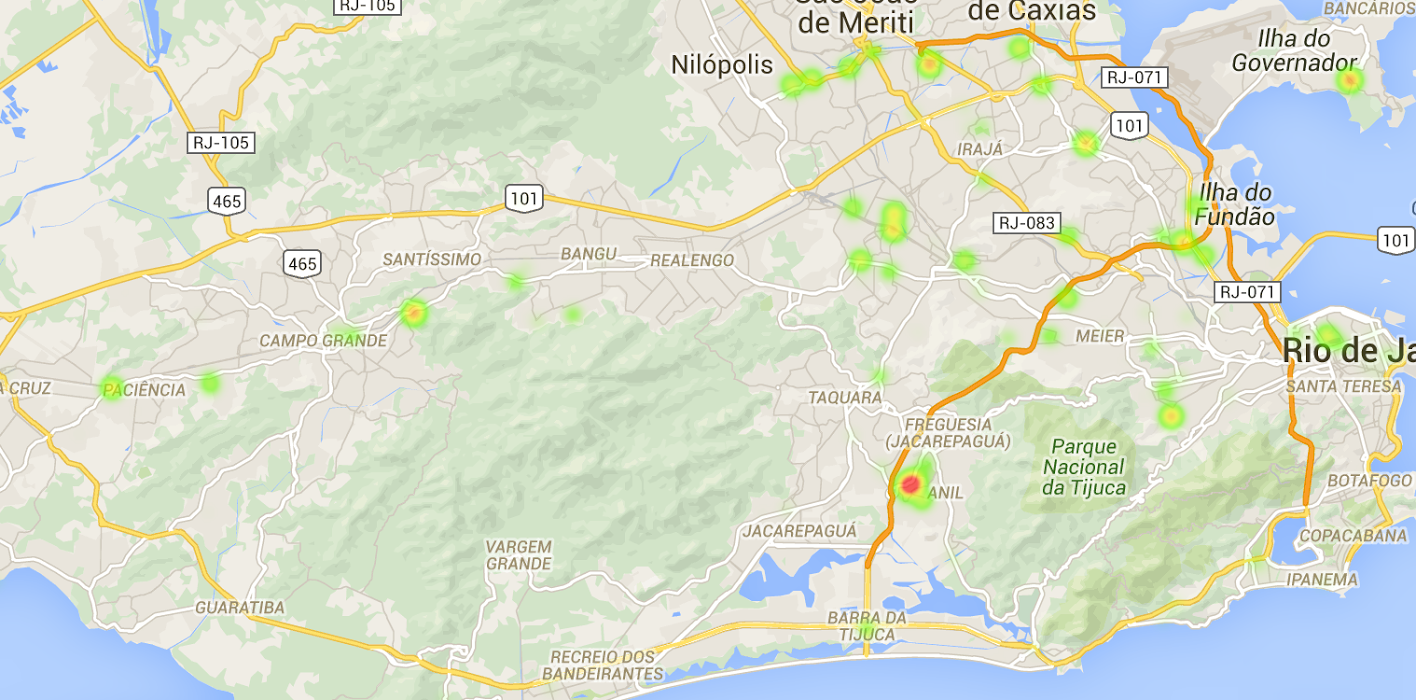 RJ-105
de Meriti
de Caxias
BANCÁRIOS
Ilha do
Governador
Nilópolis
RJ-071
101
RJ-105
IRAJÁ
465
101
Ilha do
Fundão
RJ-083
101
SANTÍSSIMO
BANGU
REALENGO
465
RJ-071
CAMPO GRANDE
MEIER
Rio de Ja
A CRUZ
PACIÊNCIA
SANTA TERESA
TAQUARA
FREGUESIA
(JACAREPAGUÁ)
Parque
Nacional
da Tijuca
ANIL
BOTAFOGO
JACAREPAGUÁ
COPACABANA
VARGEM
GRANDE
IPANEMA
GUARATIBA
BARRA DA
TIJUCA
RECREIO DOS
BANDEIRANTES